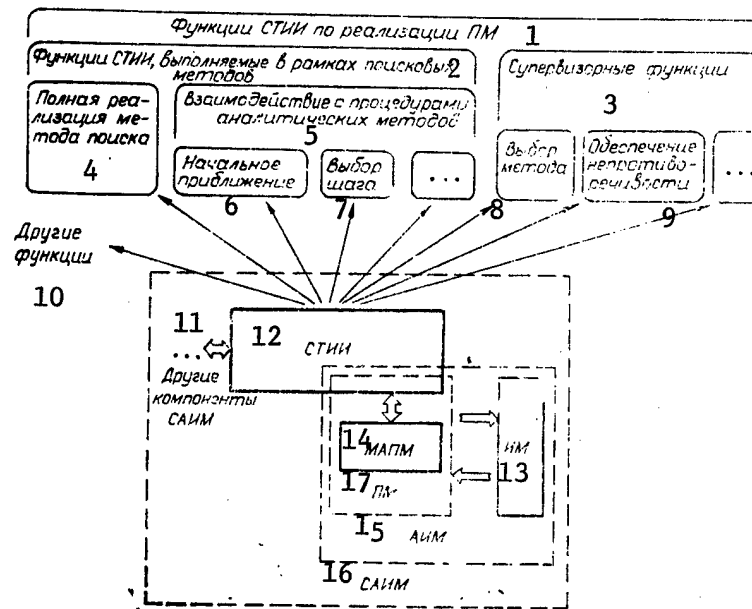 Функции СТИИ по реализации ПМ 1
Функции СТИИ, выполняемые в рамках поисковых 2
методов
Супервизорные функции
3
Полная реа-
лизация ме-
тода поиска
4
Взаимодействие с процедурами
аналитических методов
5
Начальное
приближение
6
Выбор
шага
7
...
Выбор
метода
8
Обеспечение
непротиво-
речивости
9
...
Другие
функции
10
11
...
Другие
компоненты
САИМ
12
СТИИ
14 МАПМ
17 ПМ
ИМ
13
15 АИМ
16
САИМ